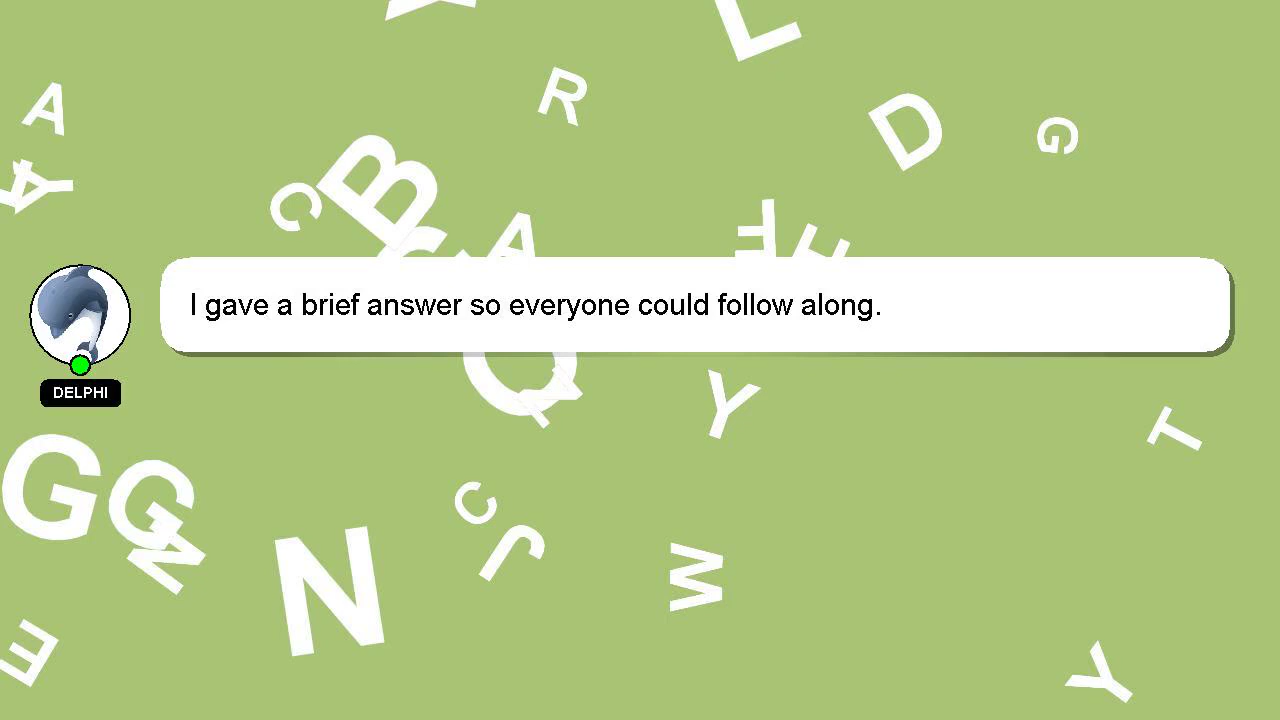 I gave a brief answer so everyone could follow along.
DELPHI
A
R
L
D
G
A
Y
C
B
A
F
Q
Y
T
G
G
N
N
C
J
W
E
Y